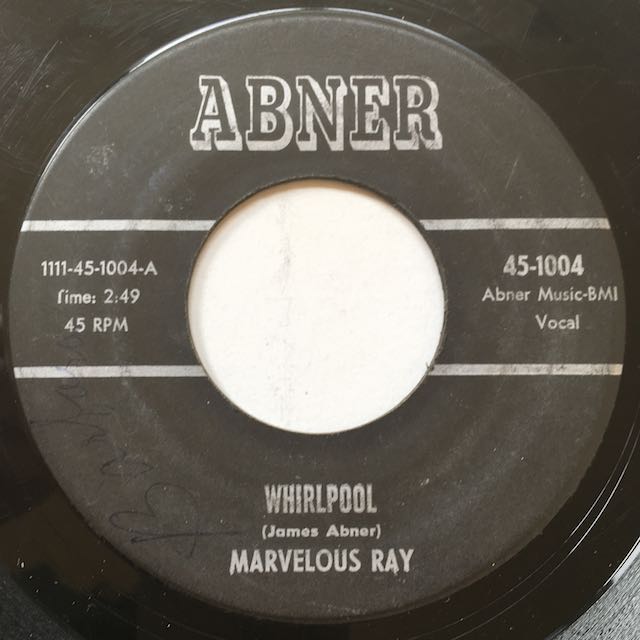 ABNER
1111-45-1004-A
Time: 2:49
45 RPM
45-1004
Abner Music-BMI
Vocal
WHIRLPOOL
(James Abner)
MARVELOUS RAY